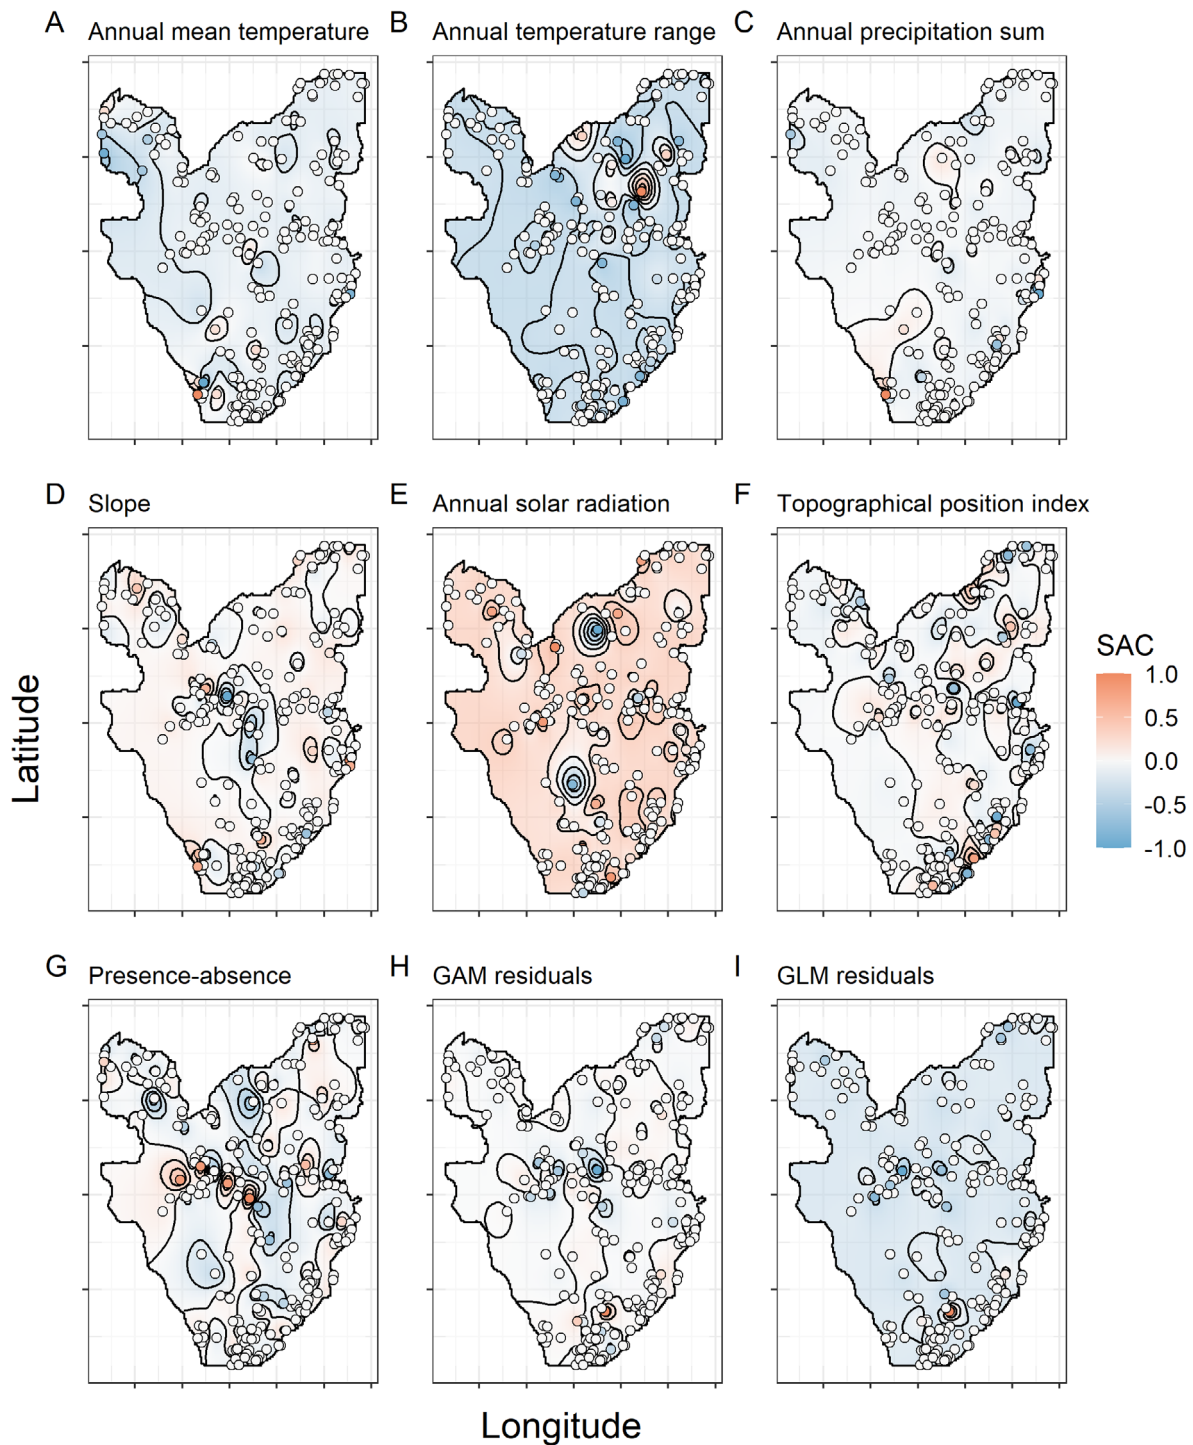 A Annual mean temperature
B Annual temperature range
C Annual precipitation sum
D Slope
E Annual solar radiation
F Topographical position index
SAC
1.0
0.5
0.0
-0.5
-1.0
Latitude
G Presence-absence
H GAM residuals
I GLM residuals
Longitude